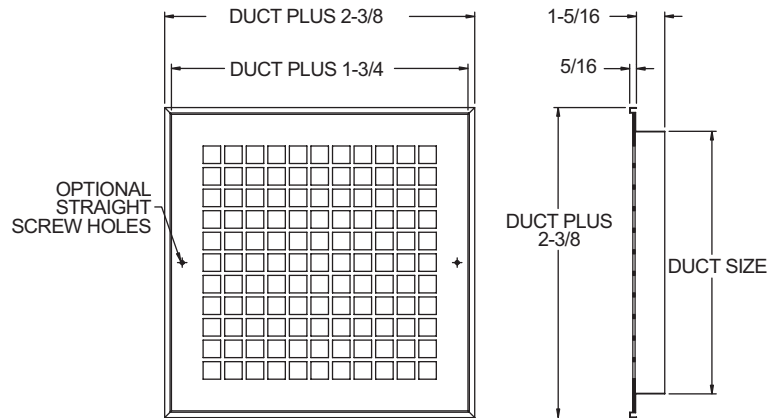 DUCT PLUS 2-3/8
1-5/16
DUCT PLUS 1-3/4
5/16
OPTIONAL
STRAIGHT
SCREW HOLES
DUCT PLUS
2-3/8
DUCT SIZE